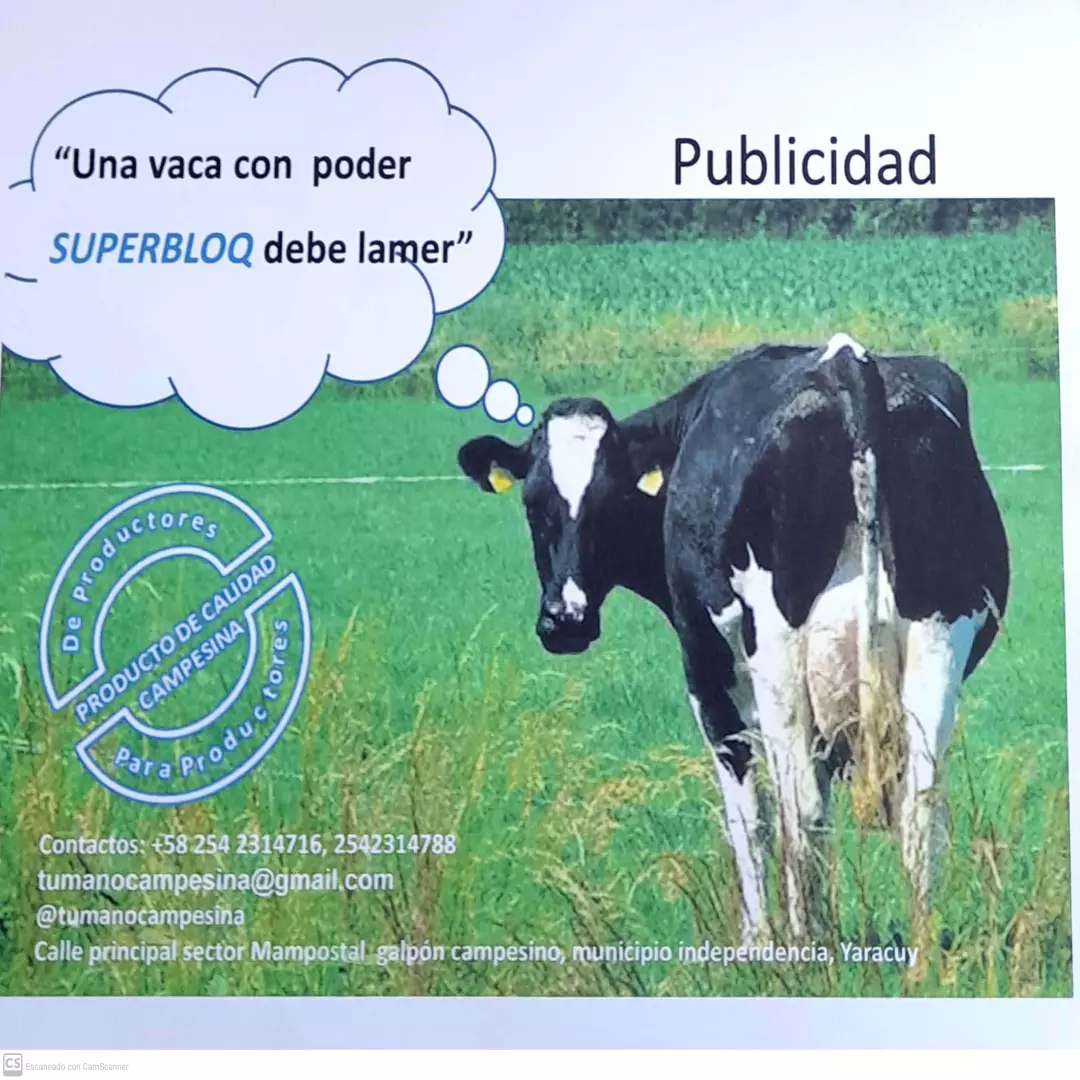 Publicidad
“Una vaca con poder
SUPERBLOQ debe lamer”
De Productores
PRODUCTO DE CALIDAD
CAMPESINA
Para Productores
Contactos: +58 254 2314716, 2542314788
tumanocampesina@gmail.com
@tumanocampesina
Calle principal sector Mampostal galpón campesino, municipio independencia, Yaracuy
CS Escaneado con CamScanner